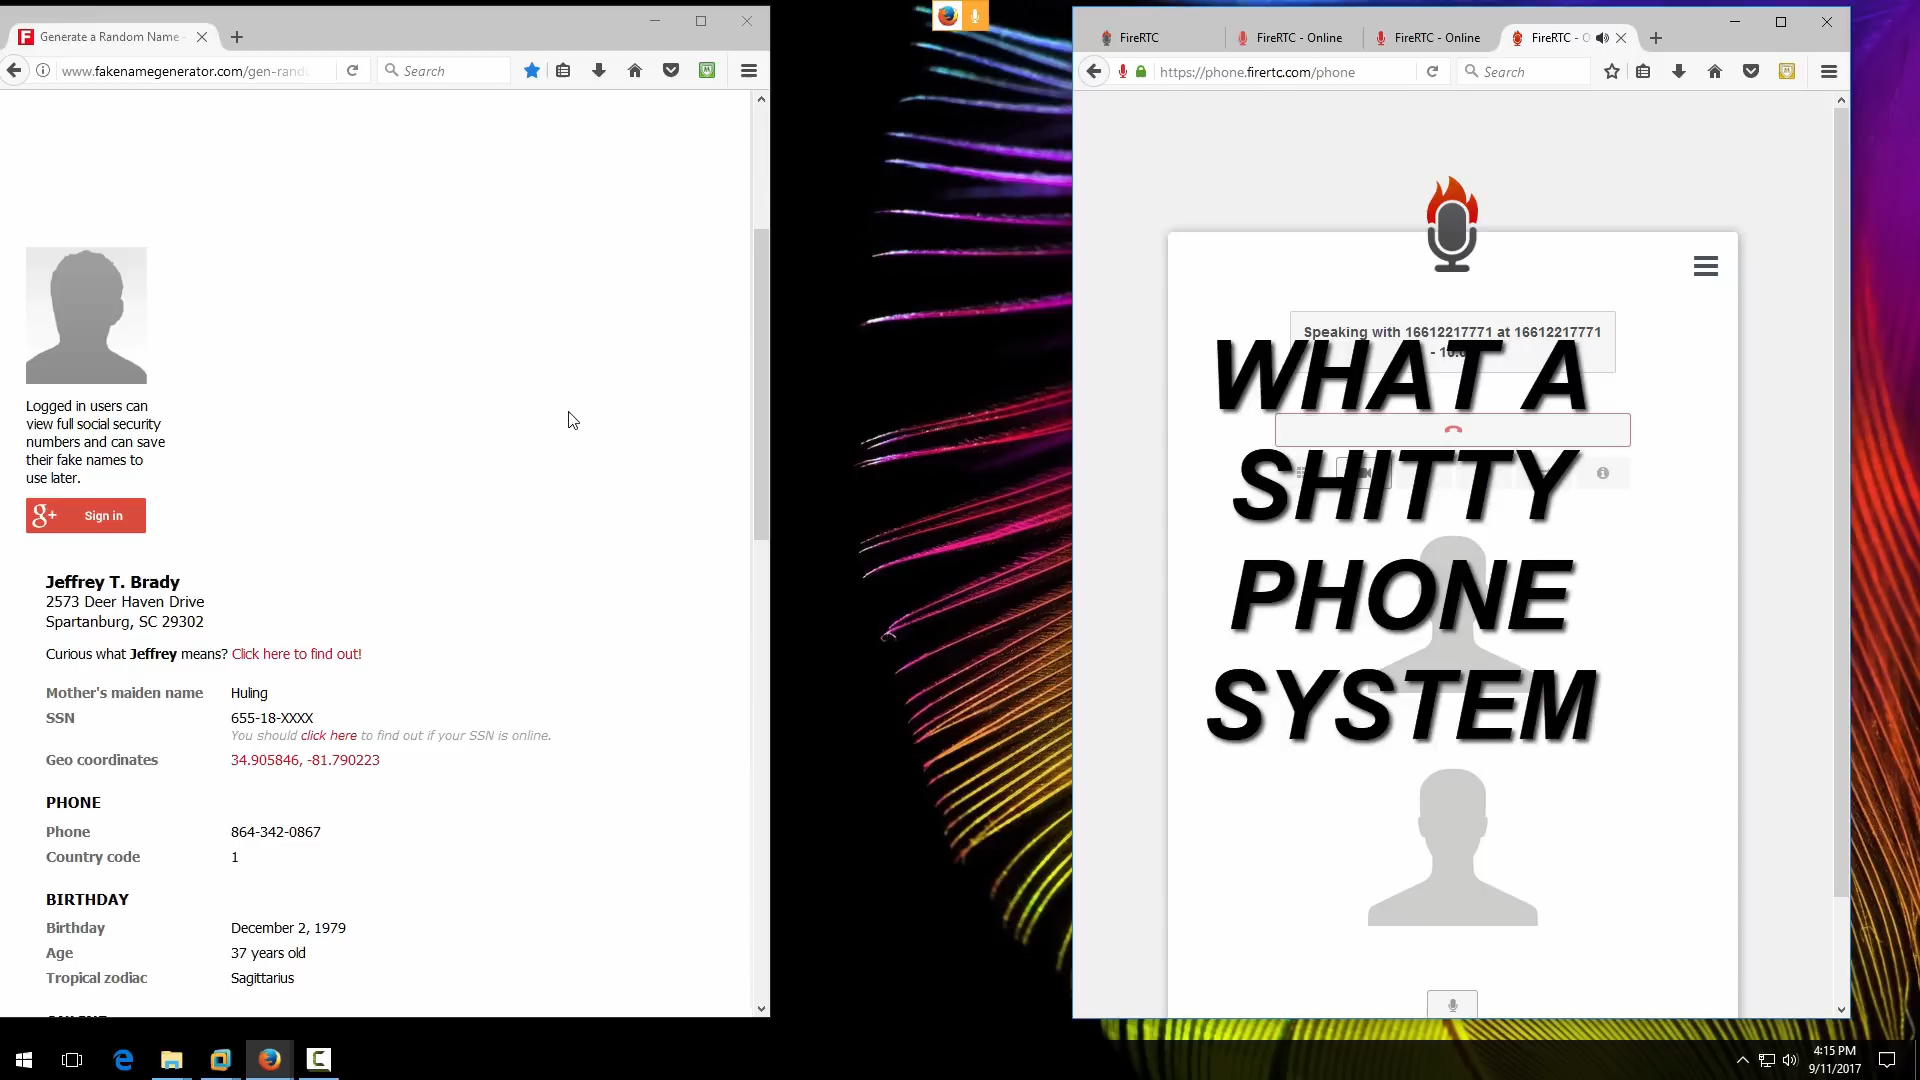 Generate a Random Name -
www.fakenamegenerator.com/gen-rand
Search
Logged in users can
view full social security
numbers and can save
their fake names to
use later.
g+ Sign in
Jeffrey T. Brady
2573 Deer Haven Drive
Spartanburg, SC 29302
Curious what Jeffrey means? Click here to find out!
Mother's maiden name Huling
SSN 655-18-XXXX
You should click here to find out if your SSN is online.
Geo coordinates 34.905846, -81.790223
PHONE
Phone 864-342-0867
Country code 1
BIRTHDAY
Birthday December 2, 1979
Age 37 years old
Tropical zodiac Sagittarius
FireRTC
FireRTC - Online
FireRTC - Online
FireRTC - O
https://phone.firertc.com/phone
Search
Speaking with 16612217771 at 16612217771
WHAT A
SHITTY
PHONE
SYSTEM
4:15 PM
9/11/2017